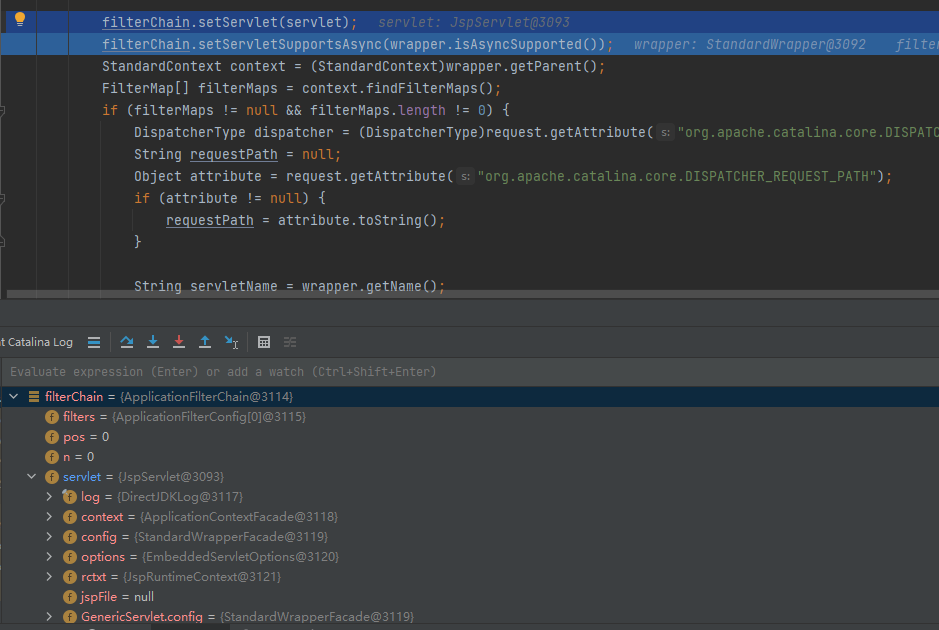 filterChain.setServlet(servlet);   servlet: JspServlet@3093
filterChain.setServletSupportsAsync(wrapper.isAsyncSupported());   wrapper: StandardWrapper@3092   filter
StandardContext context = (StandardContext)wrapper.getParent();
FilterMap[] filterMaps = context.findFilterMaps();
if (filterMaps != null && filterMaps.length != 0) {
DispatcherType dispatcher = (DispatcherType)request.getAttribute( s: "org.apache.catalina.core.DISPATC
String requestPath = null;
Object attribute = request.getAttribute( s: "org.apache.catalina.core.DISPATCHER_REQUEST_PATH");
if (attribute != null) {
requestPath = attribute.toString();
}
String servletName = wrapper.getName();
t Catalina Log
Evaluate expression (Enter) or add a watch (Ctrl+Shift+Enter)
filterChain = {ApplicationFilterChain@3114}
f filters = {ApplicationFilterConfig[0]@3115}
f pos = 0
f n = 0
f servlet = {JspServlet@3093}
f log = {DirectJDKLog@3117}
f context = {ApplicationContextFacade@3118}
f config = {StandardWrapperFacade@3119}
f options = {EmbeddedServletOptions@3120}
f rctxt = {JspRuntimeContext@3121}
f jspFile = null
f GenericServlet.config = {StandardWrapperFacade@3119}